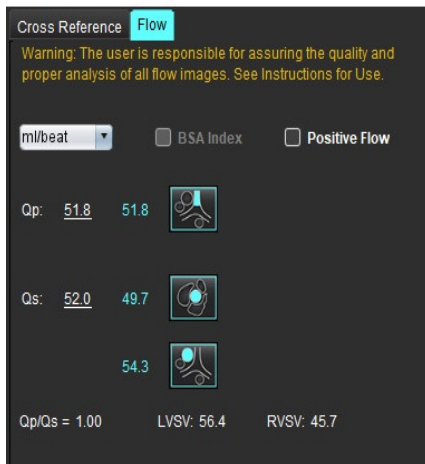 Cross Reference Flow
Warning: The user is responsible for assuring the quality and
proper analysis of all flow images. See Instructions for Use.
ml/beat BSA Index Positive Flow
Qp: 51.8 51.8
Qs: 52.0 49.7
54.3
Qp/Qs = 1.00 LVSV: 56.4 RVSV: 45.7